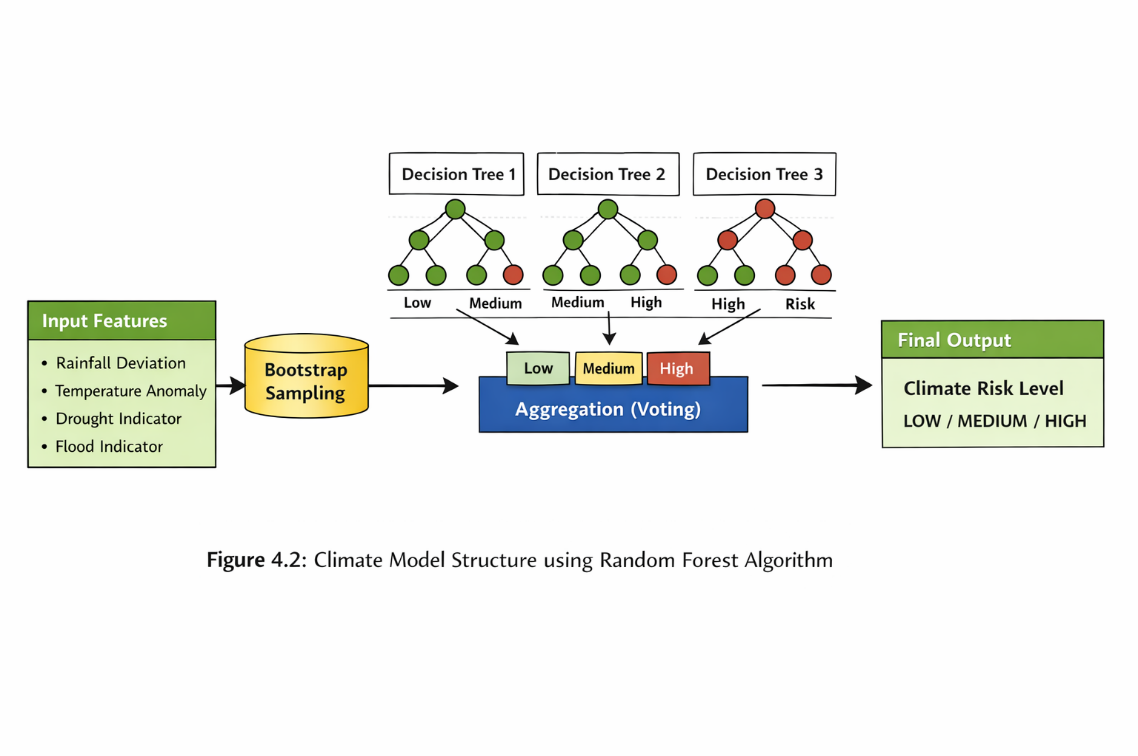 Decision Tree 1
Decision Tree 2
Decision Tree 3
Low
Medium
Medium
High
High
Risk
Input Features
• Rainfall Deviation
• Temperature Anomaly
• Drought Indicator
• Flood Indicator
Bootstrap
Sampling
Low
Medium
High
Aggregation (Voting)
Final Output
Climate Risk Level
LOW / MEDIUM / HIGH
Figure 4.2: Climate Model Structure using Random Forest Algorithm